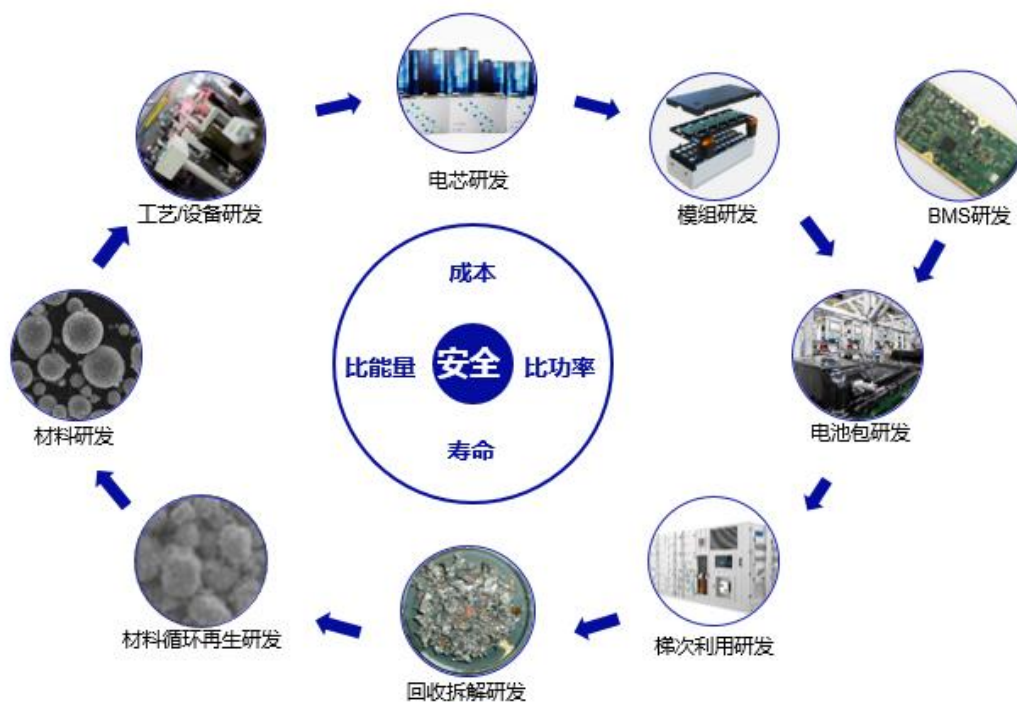 电芯研发
工艺/设备研发
模组研发
BMS研发
成本
比能量
安全
比功率
寿命
材料研发
电池包研发
材料循环再生研发
梯次利用研发
回收拆解研发